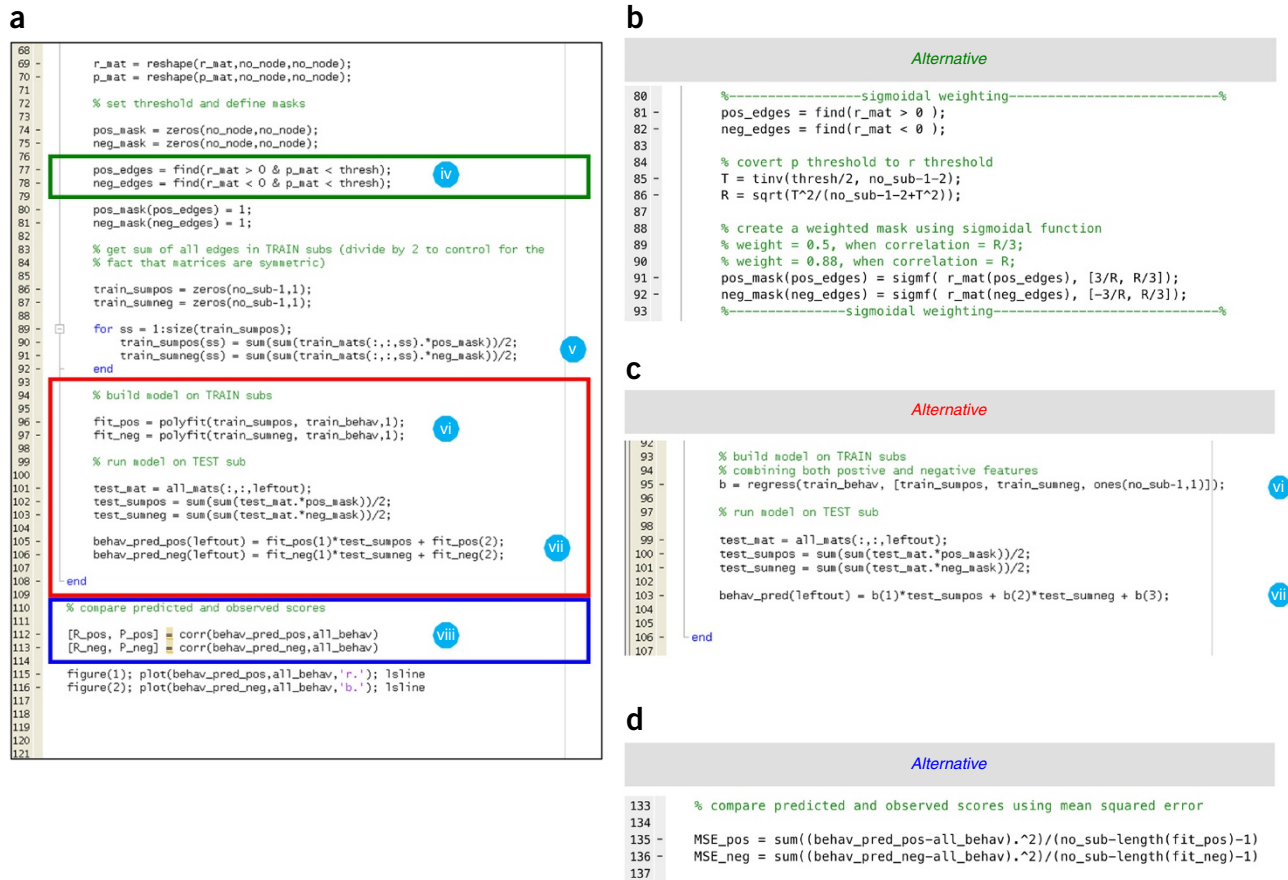 a
68
69 - r_mat = reshape(r_mat,no_node,no_node);
70 - p_mat = reshape(p_mat,no_node,no_node);
71
72 % set threshold and define masks
73
74 - pos_mask = zeros(no_node,no_node);
75 - neg_mask = zeros(no_node,no_node);
76
77 - pos_edges = find(r_mat > 0 & p_mat < thresh); iv
78 - neg_edges = find(r_mat < 0 & p_mat < thresh);
79
80 - pos_mask(pos_edges) = 1;
81 - neg_mask(neg_edges) = 1;
82
83 % get sum of all edges in TRAIN subs (divide by 2 to control for the
84 % fact that matrices are symmetric)
85
86 - train_sumpos = zeros(no_sub-1,1);
87 - train_sumneg = zeros(no_sub-1,1);
88
89 - for ss = 1:size(train_sumpos);
90 - train_sumpos(ss) = sum(sum(train_mats(:,:,ss).*pos_mask))/2; v
91 - train_sumneg(ss) = sum(sum(train_mats(:,:,ss).*neg_mask))/2;
92 - end
93
94 % build model on TRAIN subs
95
96 - fit_pos = polyfit(train_sumpos, train_behav,1); vi
97 - fit_neg = polyfit(train_sumneg, train_behav,1);
98
99 % run model on TEST sub
100
101 - test_mat = all_mats(:,:,leftout);
102 - test_sumpos = sum(sum(test_mat.*pos_mask))/2;
103 - test_sumneg = sum(sum(test_mat.*neg_mask))/2;
104
105 - behav_pred_pos(leftout) = fit_pos(1)*test_sumpos + fit_pos(2); vii
106 - behav_pred_neg(leftout) = fit_neg(1)*test_sumneg + fit_neg(2);
107
108 - end
109
110 % compare predicted and observed scores
111
112 - [R_pos, P_pos] = corr(behav_pred_pos,all_behav) viii
113 - [R_neg, P_neg] = corr(behav_pred_neg,all_behav)
114
115 - figure(1); plot(behav_pred_pos,all_behav,'r.'); lsline
116 - figure(2); plot(behav_pred_neg,all_behav,'b.'); lsline
117
118
119
120
121
b
Alternative
80 %-----------------sigmoidal weighting---------------------------%
81 - pos_edges = find(r_mat > 0 );
82 - neg_edges = find(r_mat < 0 );
83
84 % covert p threshold to r threshold
85 - T = tinv(thresh/2, no_sub-1-2);
86 - R = sqrt(T^2/(no_sub-1-2+T^2));
87
88 % create a weighted mask using sigmoidal function
89 % weight = 0.5, when correlation = R/3;
90 % weight = 0.88, when correlation = R;
91 - pos_mask(pos_edges) = sigmf( r_mat(pos_edges), [3/R, R/3]);
92 - neg_mask(neg_edges) = sigmf( r_mat(neg_edges), [-3/R, R/3]);
93 %---------------sigmoidal weighting-----------------------------%
c
Alternative
92
93 % build model on TRAIN subs
94 % combining both postive and negative features
95 - b = regress(train_behav, [train_sumpos, train_sumneg, ones(no_sub-1,1)]); vi
96
97 % run model on TEST sub
98
99 - test_mat = all_mats(:,:,leftout);
100 - test_sumpos = sum(sum(test_mat.*pos_mask))/2;
101 - test_sumneg = sum(sum(test_mat.*neg_mask))/2;
102
103 - behav_pred(leftout) = b(1)*test_sumpos + b(2)*test_sumneg + b(3); vii
104
105
106 - end
107
d
Alternative
133 % compare predicted and observed scores using mean squared error
134
135 - MSE_pos = sum((behav_pred_pos-all_behav).^2)/(no_sub-length(fit_pos)-1)
136 - MSE_neg = sum((behav_pred_neg-all_behav).^2)/(no_sub-length(fit_neg)-1)
137